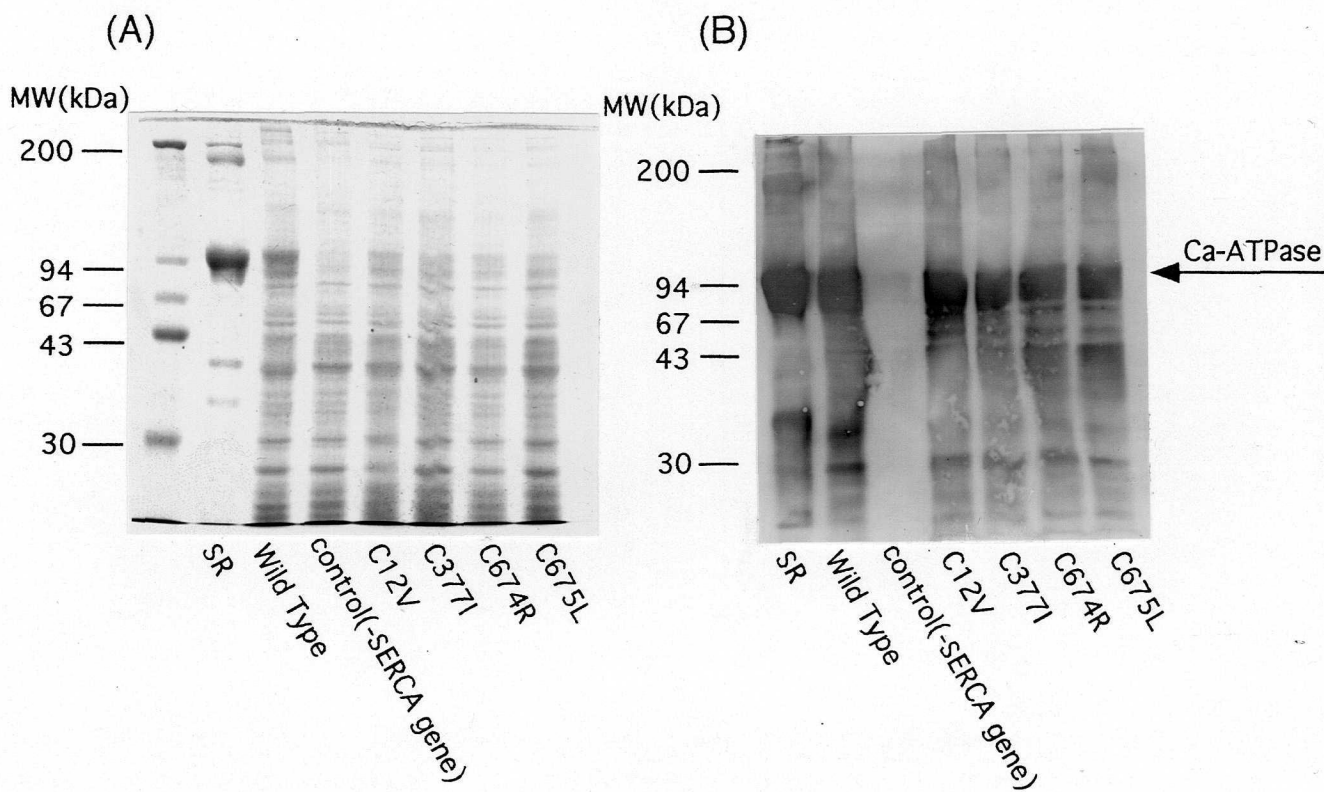 (A)
MW(kDa)
200
94
67
43
30
SR
Wild Type
control(-SERCA gene)
C12V
C377I
C674R
C675L
(B)
MW(kDa)
200
94
67
43
30
Ca-ATPase
SR
Wild Type
control(-SERCA gene)
C12V
C377I
C674R
C675L